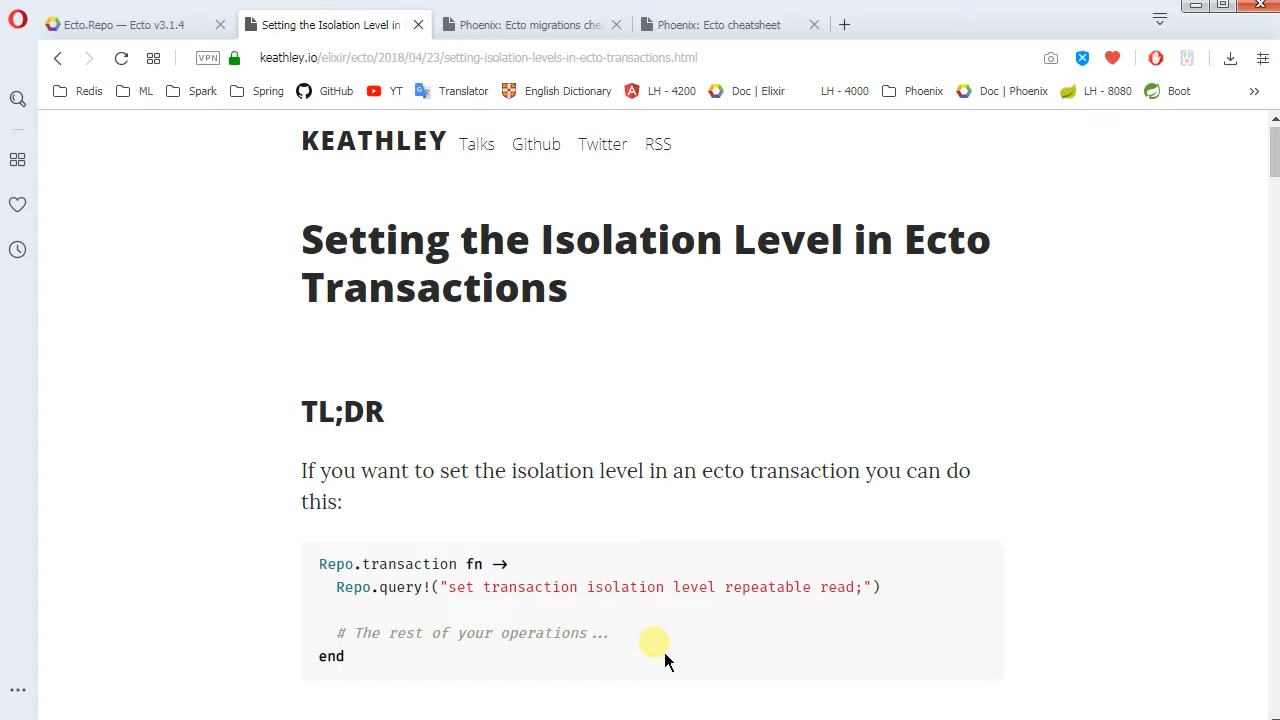 Ecto.Repo — Ecto v3.1.4
Setting the Isolation Level in
Phoenix: Ecto migrations che
Phoenix: Ecto cheatsheet
VPN
keathley.io/elixir/ecto/2018/04/23/setting-isolation-levels-in-ecto-transactions.html
Redis ML Spark Spring GitHub YT Translator English Dictionary LH - 4200 Doc | Elixir LH - 4000 Phoenix Doc | Phoenix LH - 8080 Boot
KEATHLEY Talks Github Twitter RSS
Setting the Isolation Level in Ecto
Transactions
TL;DR
If you want to set the isolation level in an ecto transaction you can do
this:
Repo.transaction fn ->
Repo.query!("set transaction isolation level repeatable read;")
# The rest of your operations...
end